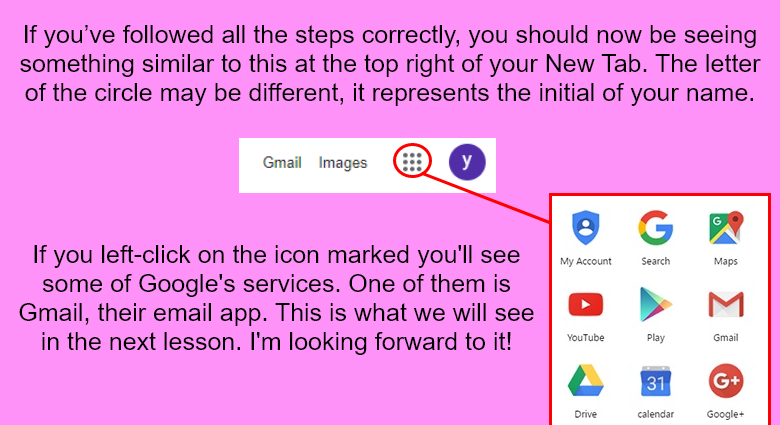 If you’ve followed all the steps correctly, you should now be seeing
something similar to this at the top right of your New Tab. The letter
of the circle may be different, it represents the initial of your name.
Gmail Images y
If you left-click on the icon marked you'll see
some of Google's services. One of them is
Gmail, their email app. This is what we will see
in the next lesson. I'm looking forward to it!
My Account Search Maps
YouTube Play Gmail
31
Drive calendar Google+